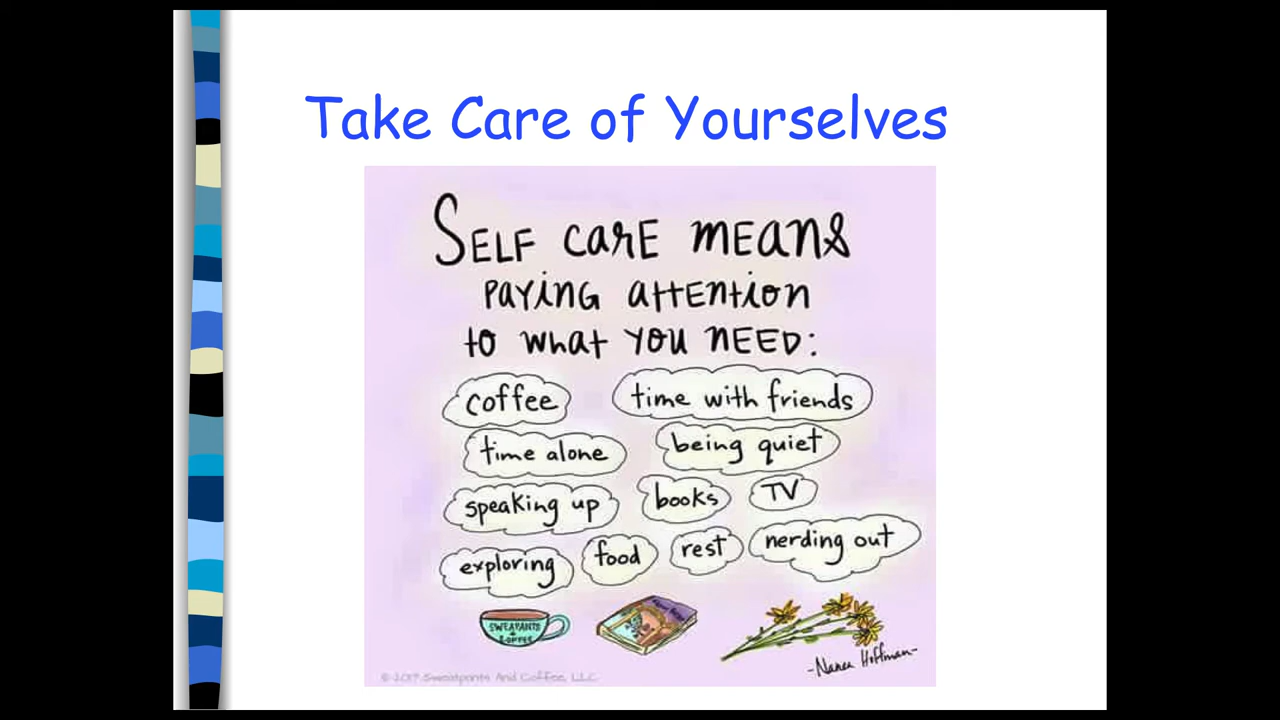 Take Care of Yourselves
SELF caRE MEANS
PAYING attENtioN
to what YOU NEED:
coffee
time with friends
time alone
being quiet
speaking up
books
TV
exploring
food
rest
nerding out
SWEATPANTS
+
COFFEE
-Nanea Hoffman-
© 2017 Sweatpants And Coffee, LLC